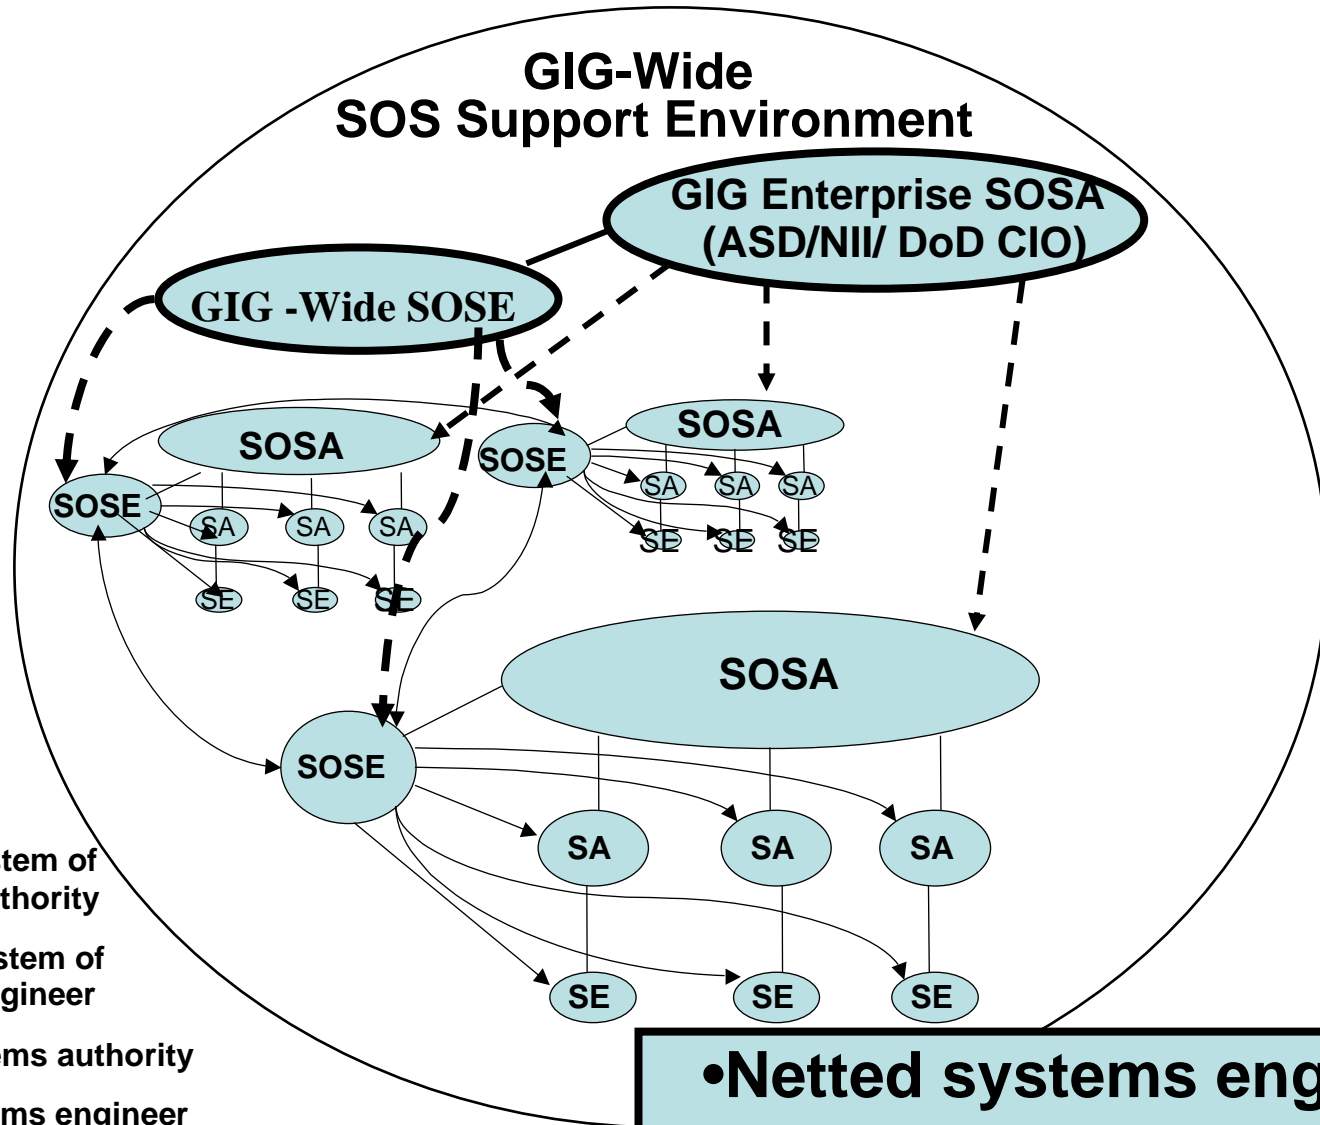 GIG-Wide
SOS Support Environment
GIG Enterprise SOSA
(ASD/NII/ DoD CIO)
GIG -Wide SOSE
SOSA
SOSE
SA
SA
SA
SE
SE
SE
SOSA
SOSE
SA
SA
SA
SE
SE
SE
SOSA
SOSE
SA
SA
SA
SE
SE
SE
stem of
uthority
stem of
gineer
ems authority
ms engineer
•Netted systems eng